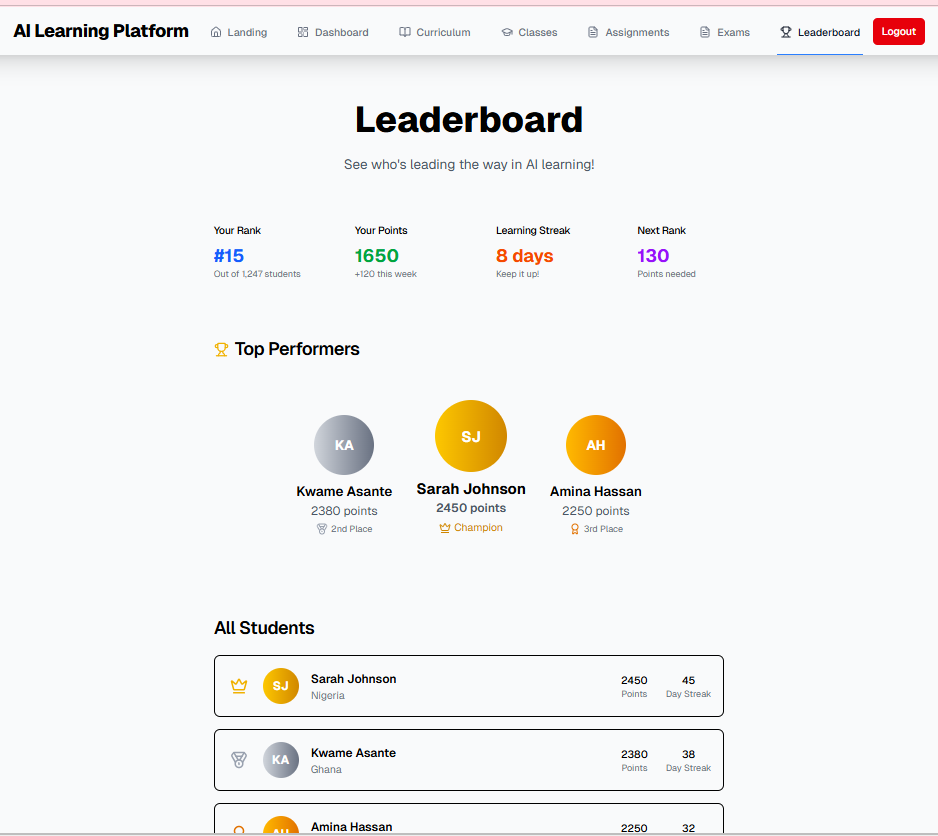 AI Learning Platform Landing Dashboard Curriculum Classes Assignments Exams Leaderboard Logout
Leaderboard
See who's leading the way in AI learning!
Your Rank Your Points Learning Streak Next Rank
#15 1650 8 days 130
Out of 1,247 students +120 this week Keep it up! Points needed
Top Performers
KA SJ AH
Kwame Asante Sarah Johnson Amina Hassan
2380 points 2450 points 2250 points
2nd Place Champion 3rd Place
All Students
SJ Sarah Johnson 2450 45
Nigeria Points Day Streak
KA Kwame Asante 2380 38
Ghana Points Day Streak
AH Amina Hassan 2250 32